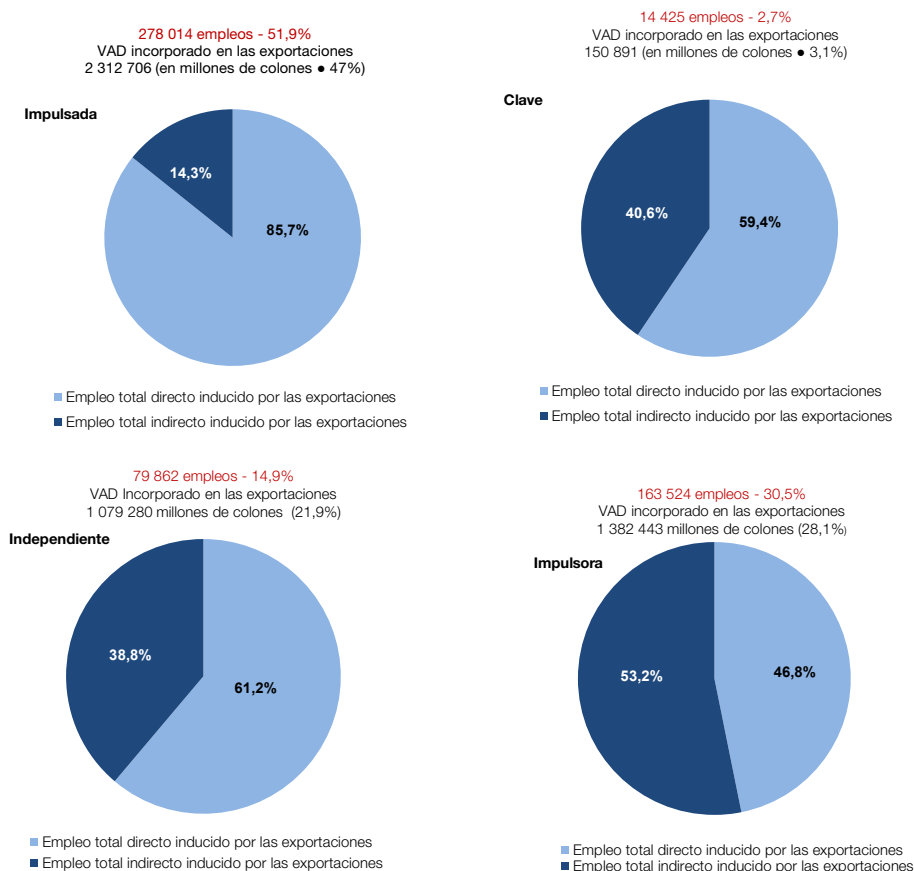 278 014 empleos - 51,9%
VAD incorporado en las exportaciones
2 312 706 (en millones de colones ● 47%)
Impulsada
14,3%
85,7%
Empleo total directo inducido por las exportaciones
Empleo total indirecto inducido por las exportaciones
14 425 empleos - 2,7%
VAD incorporado en las exportaciones
150 891 (en millones de colones ● 3,1%)
Clave
40,6%
59,4%
Empleo total directo inducido por las exportaciones
Empleo total indirecto inducido por las exportaciones
79 862 empleos - 14,9%
VAD Incorporado en las exportaciones
1 079 280 millones de colones (21,9%)
Independiente
38,8%
61,2%
Empleo total directo inducido por las exportaciones
Empleo total indirecto inducido por las exportaciones
163 524 empleos - 30,5%
VAD incorporado en las exportaciones
1 382 443 millones de colones (28,1%)
Impulsora
53,2%
46,8%
Empleo total directo inducido por las exportaciones
Empleo total indirecto inducido por las exportaciones